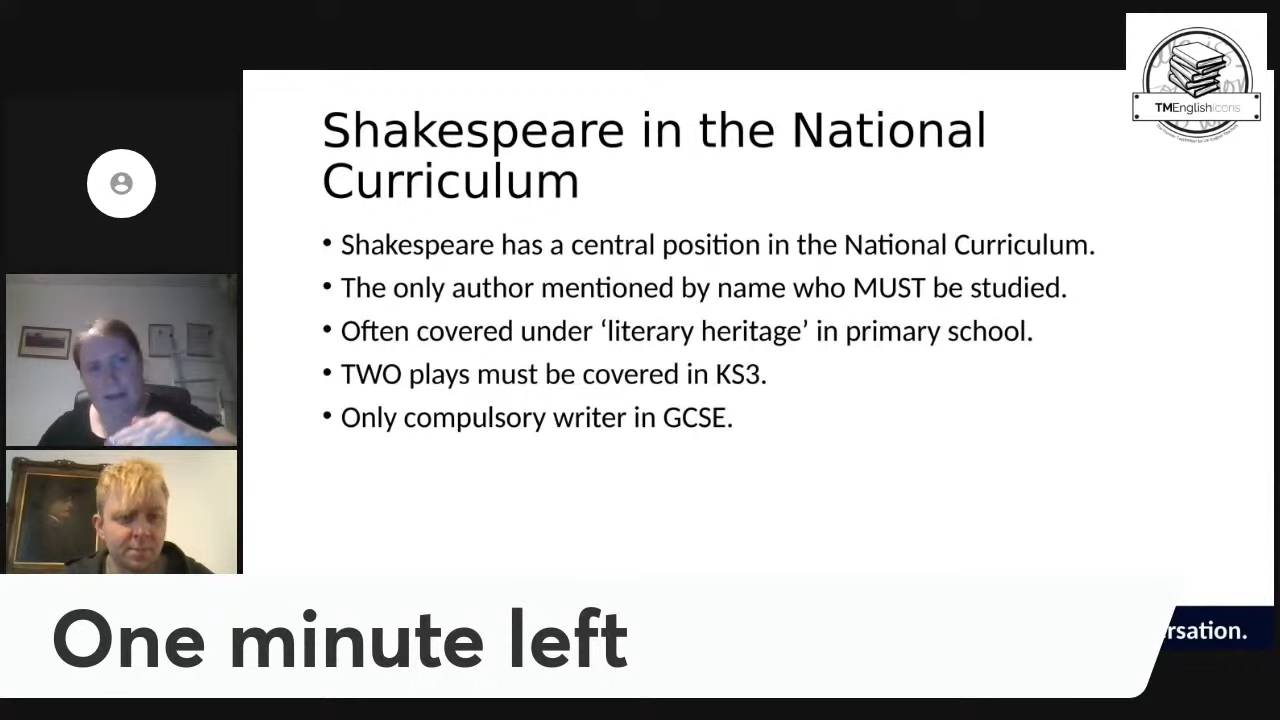 TMEnglishIcons
Shakespeare in the National
Curriculum
• Shakespeare has a central position in the National Curriculum.
• The only author mentioned by name who MUST be studied.
• Often covered under ‘literary heritage’ in primary school.
• TWO plays must be covered in KS3.
• Only compulsory writer in GCSE.
rsation.
One minute left